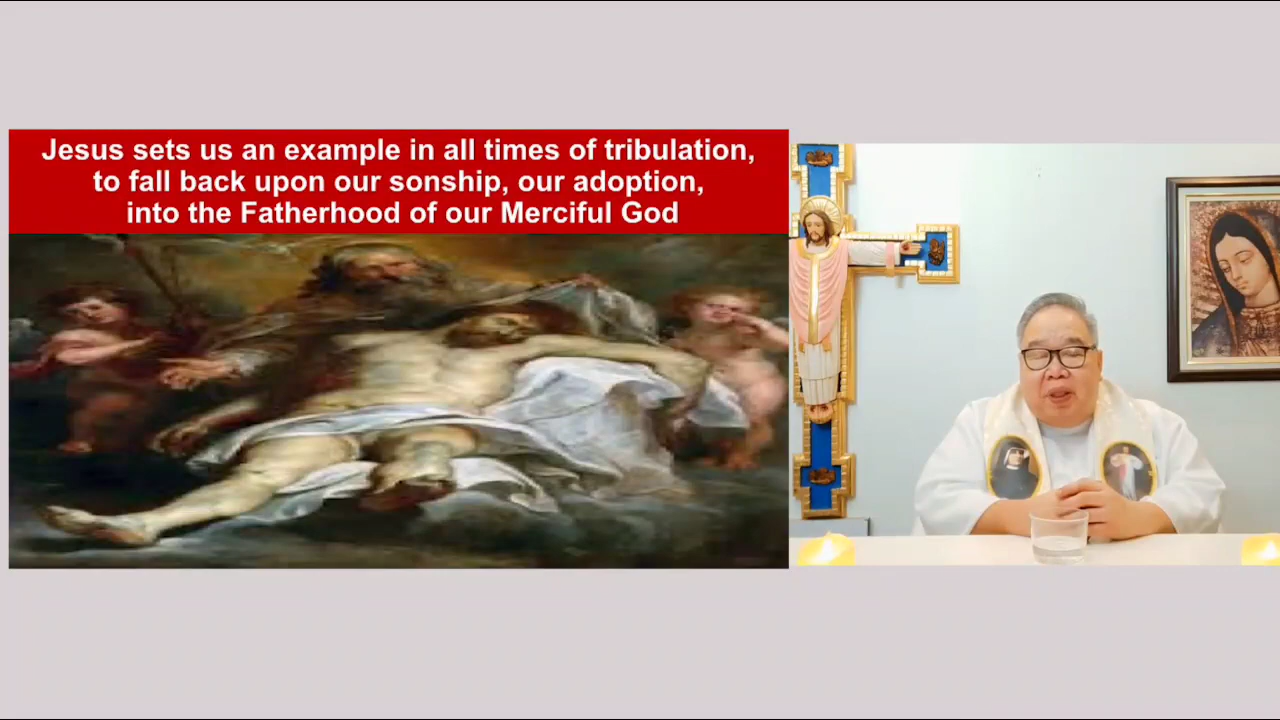 Jesus sets us an example in all times of tribulation,
to fall back upon our sonship, our adoption,
into the Fatherhood of our Merciful God